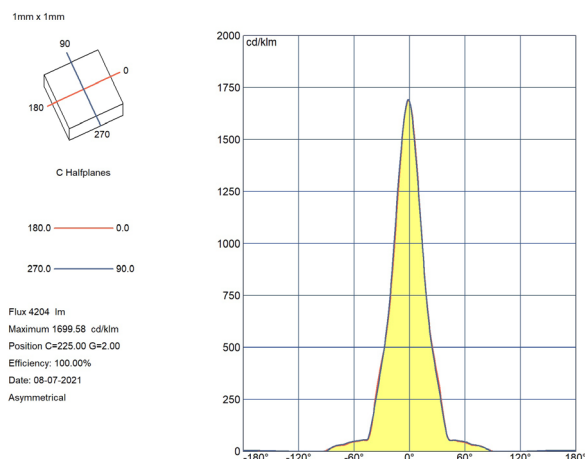 1mm x 1mm
90
0
180
270
C Halfplanes
180.0 0.0
270.0 90.0
Flux 4204 lm
Maximum 1699.58 cd/klm
Position C=225.00 G=2.00
Efficiency: 100.00%
Date: 08-07-2021
Asymmetrical
2000
cd/klm
1750
1500
1250
1000
750
500
250
0
-180° -120° -60° 0° 60° 120° 180°